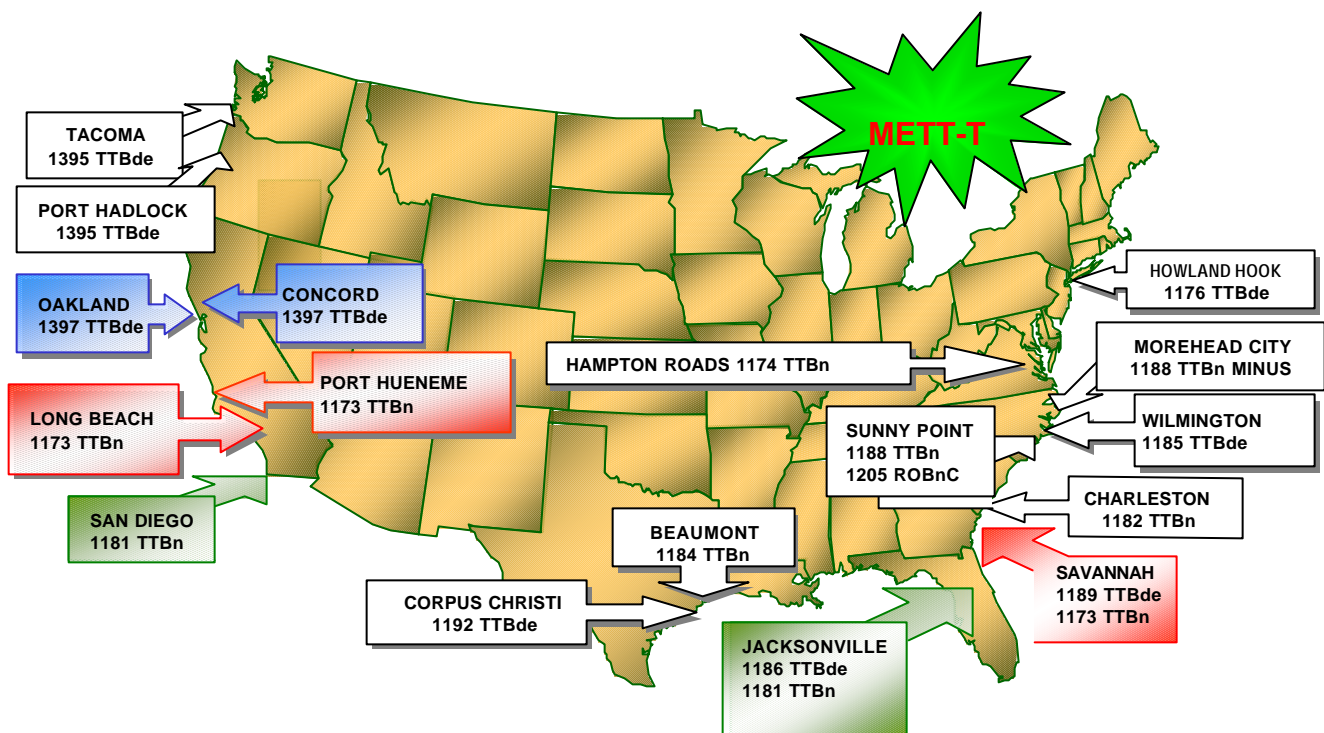 METT-T
TACOMA
1395 TTBde
PORT HADLOCK
1395 TTBde
OAKLAND
1397 TTBde
CONCORD
1397 TTBde
HOWLAND HOOK
1176 TTBde
HAMPTON ROADS 1174 TTBn
MOREHEAD CITY
1188 TTBn MINUS
PORT HUENEME
1173 TTBn
LONG BEACH
1173 TTBn
SUNNY POINT
1188 TTBn
1205 ROBnC
WILMINGTON
1185 TTBde
SAN DIEGO
1181 TTBn
CHARLESTON
1182 TTBn
BEAUMONT
1184 TTBn
SAVANNAH
1189 TTBde
1173 TTBn
CORPUS CHRISTI
1192 TTBde
JACKSONVILLE
1186 TTBde
1181 TTBn